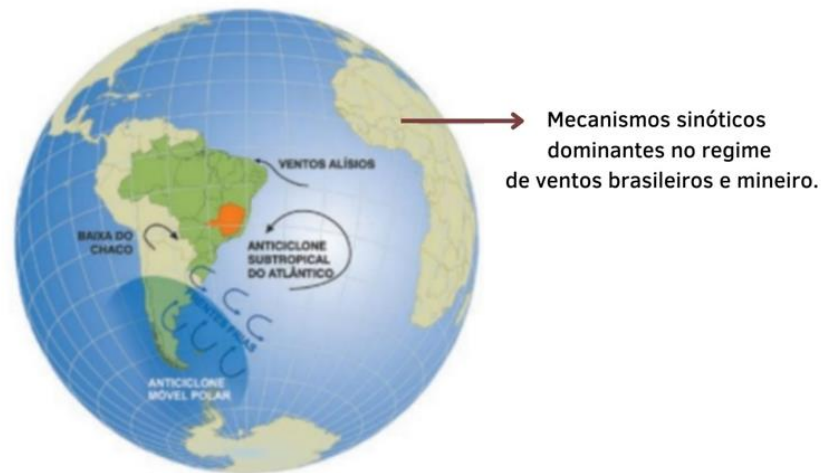 Mecanismos sinóticos
dominantes no regime
de ventos brasileiros e mineiro.
VENTOS ALÍSIOS
BAIXA DO
CHACO
ANTICICLONE
SUBTROPICAL
DO ATLÂNTICO
FRENTES FRIAS
ANTICICLONE
MÓVEL POLAR